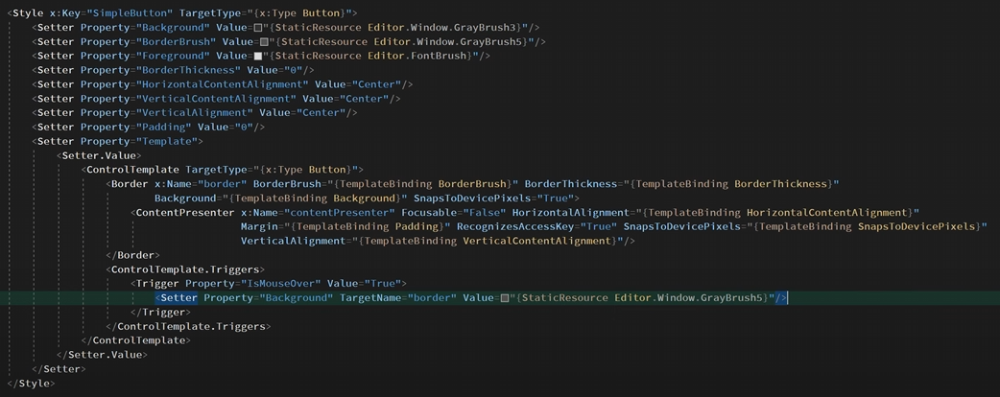 <Style x:Key="SimpleButton" TargetType="{x:Type Button}">
<Setter Property="Background" Value="{StaticResource Editor.Window.GrayBrush3}"/>
<Setter Property="BorderBrush" Value="{StaticResource Editor.Window.GrayBrush5}"/>
<Setter Property="Foreground" Value="{StaticResource Editor.FontBrush}"/>
<Setter Property="BorderThickness" Value="0"/>
<Setter Property="HorizontalContentAlignment" Value="Center"/>
<Setter Property="VerticalContentAlignment" Value="Center"/>
<Setter Property="VerticalAlignment" Value="Center"/>
<Setter Property="Padding" Value="0"/>
<Setter Property="Template">
<Setter.Value>
<ControlTemplate TargetType="{x:Type Button}">
<Border x:Name="border" BorderBrush="{TemplateBinding BorderBrush}" BorderThickness="{TemplateBinding BorderThickness}"
Background="{TemplateBinding Background}" SnapsToDevicePixels="True">
<ContentPresenter x:Name="contentPresenter" Focusable="False" HorizontalAlignment="{TemplateBinding HorizontalContentAlignment}"
Margin="{TemplateBinding Padding}" RecognizesAccessKey="True" SnapsToDevicePixels="{TemplateBinding SnapsToDevicePixels}"
VerticalAlignment="{TemplateBinding VerticalContentAlignment}"/>
</Border>
<ControlTemplate.Triggers>
<Trigger Property="IsMouseOver" Value="True">
<Setter Property="Background" TargetName="border" Value="{StaticResource Editor.Window.GrayBrush5}"/>
</Trigger>
</ControlTemplate.Triggers>
</ControlTemplate>
</Setter.Value>
</Setter>
</Style>